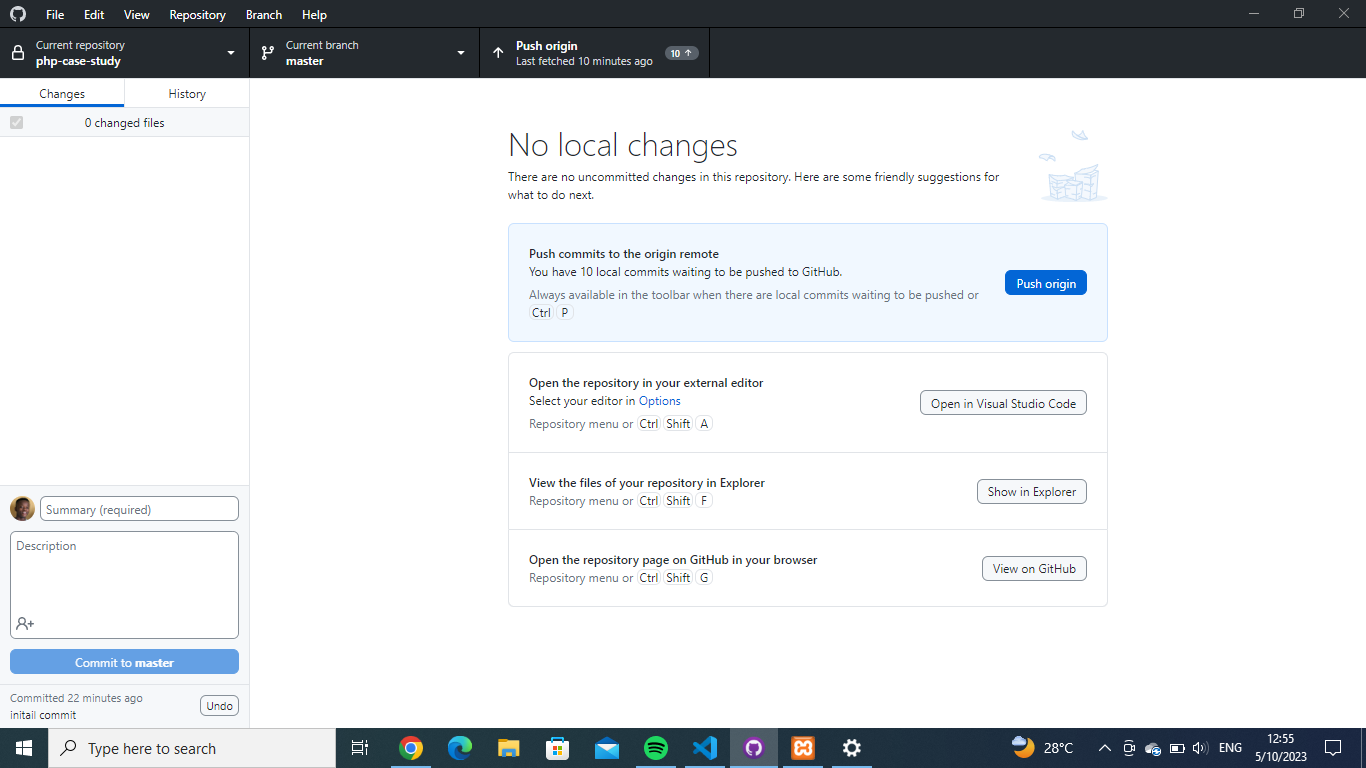 File Edit View Repository Branch Help
Current repository
php-case-study
Current branch
master
Push origin
Last fetched 10 minutes ago
10
Changes
History
0 changed files
No local changes
There are no uncommitted changes in this repository. Here are some friendly suggestions for
what to do next.
Push commits to the origin remote
You have 10 local commits waiting to be pushed to GitHub.
Always available in the toolbar when there are local commits waiting to be pushed or
Ctrl P
Push origin
Open the repository in your external editor
Select your editor in Options
Repository menu or Ctrl Shift A
Open in Visual Studio Code
View the files of your repository in Explorer
Repository menu or Ctrl Shift F
Show in Explorer
Open the repository page on GitHub in your browser
Repository menu or Ctrl Shift G
View on GitHub
Summary (required)
Description
Commit to master
Committed 22 minutes ago
initail commit
Undo
Type here to search
28°C
ENG
12:55
5/10/2023